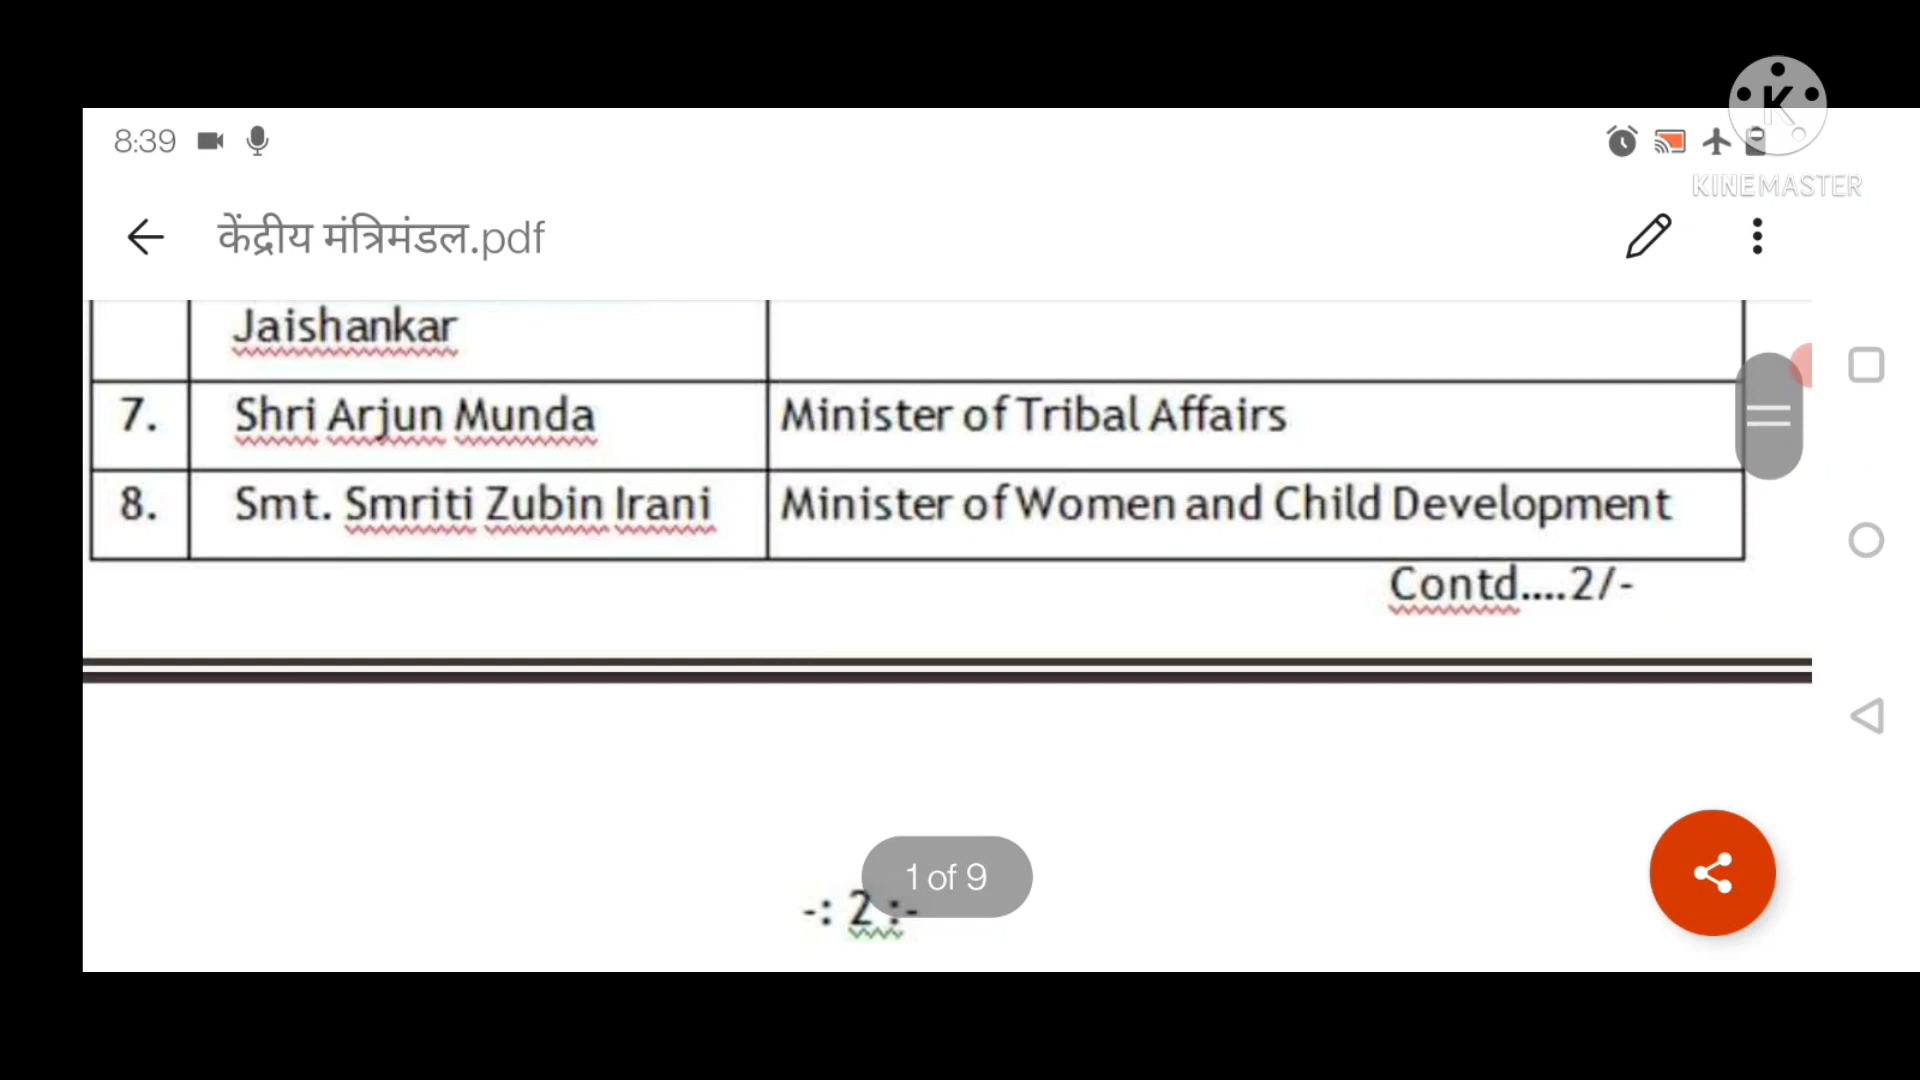 8:39
K
KINEMASTER
केंद्रीय मंत्रिमंडल.pdf
Jaishankar
7. Shri Arjun Munda Minister of Tribal Affairs
8. Smt. Smriti Zubin Irani Minister of Women and Child Development
Contd....2/-
1 of 9
-: 2 :-